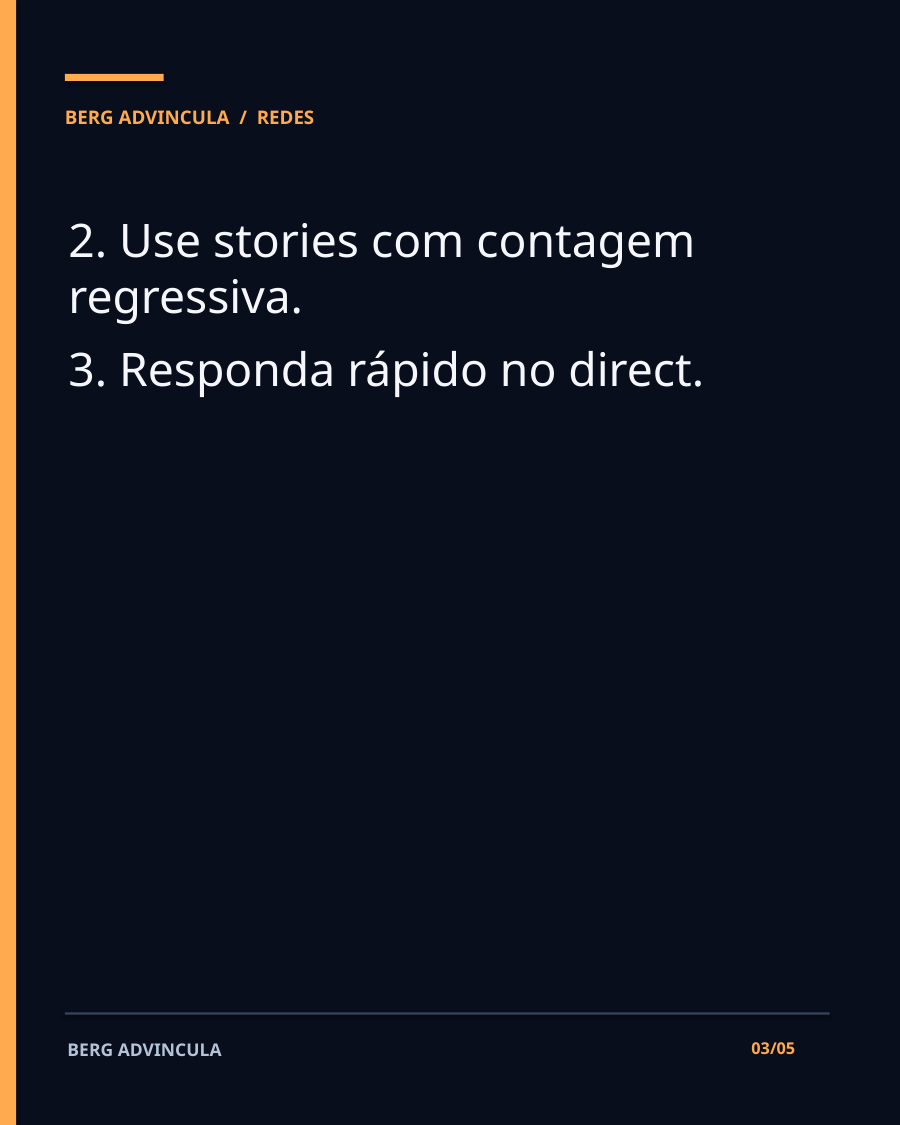 BERG ADVINCULA / REDES
2. Use stories com contagem
regressiva.
3. Responda rápido no direct.
BERG ADVINCULA
03/05